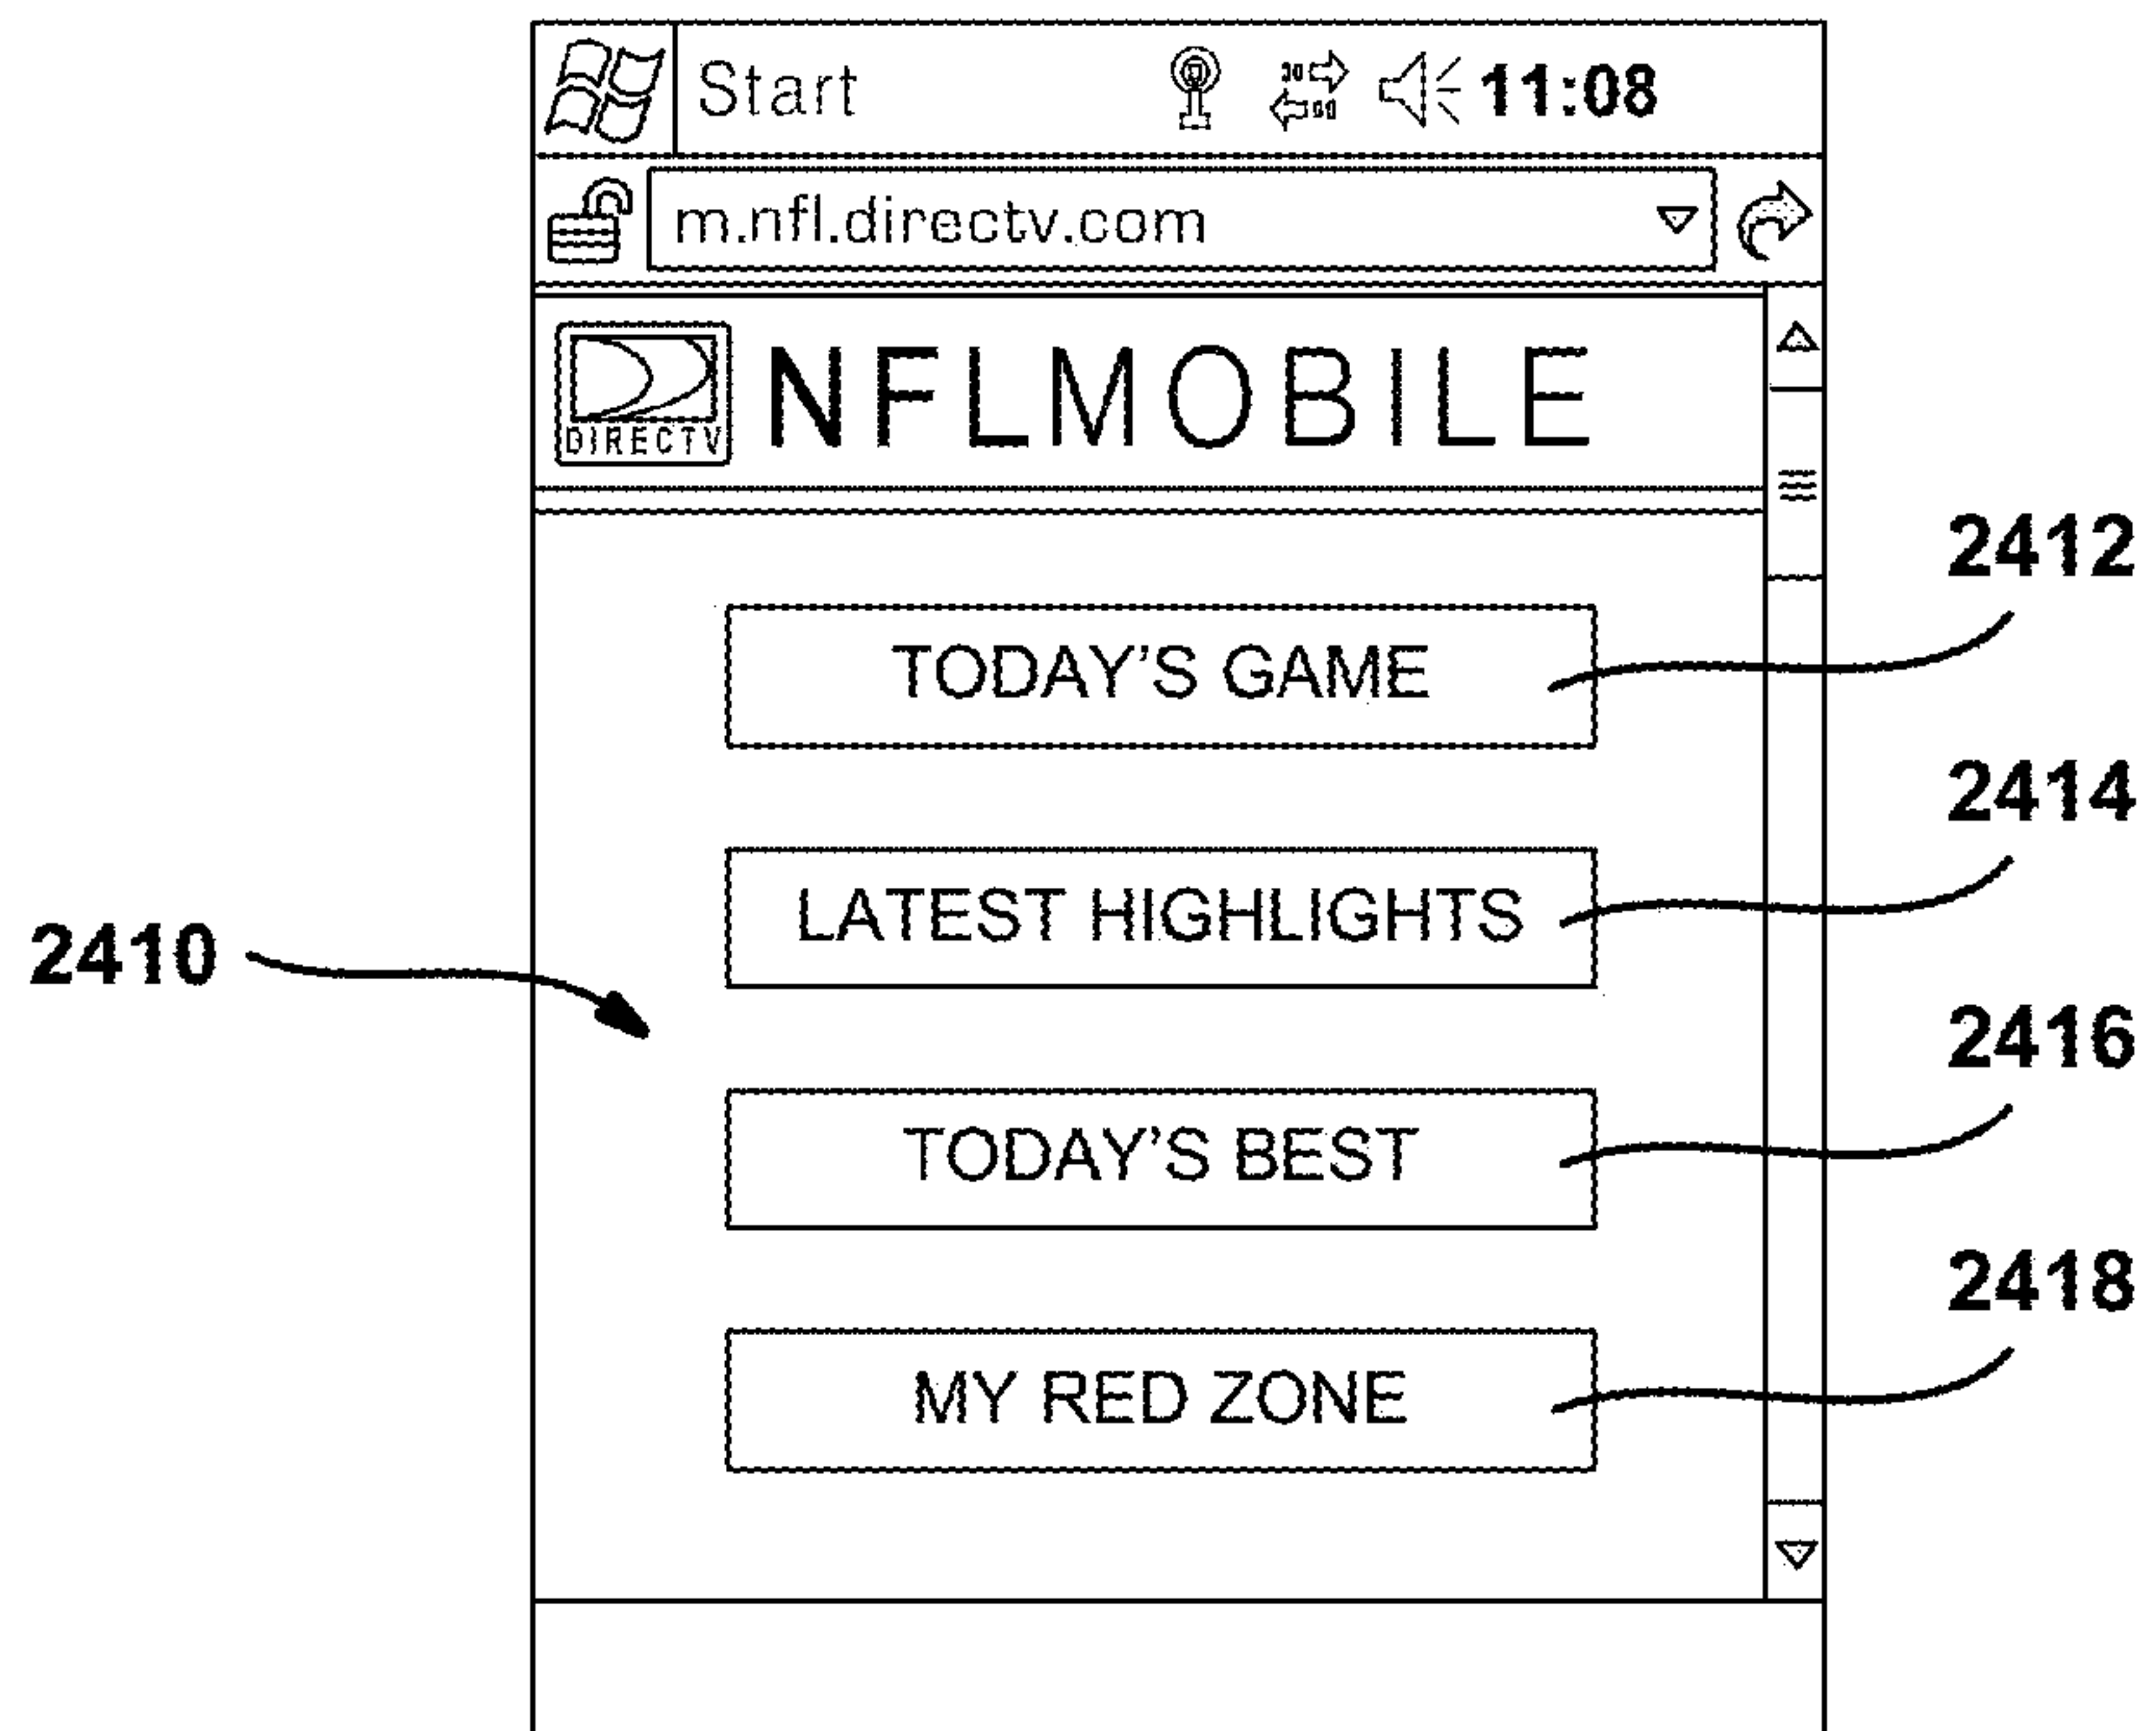 Start 11:08
m.nfl.directv.com
DIRECTV NFLMOBILE
2412
TODAY'S GAME
2414
LATEST HIGHLIGHTS
2410
2416
TODAY'S BEST
2418
MY RED ZONE